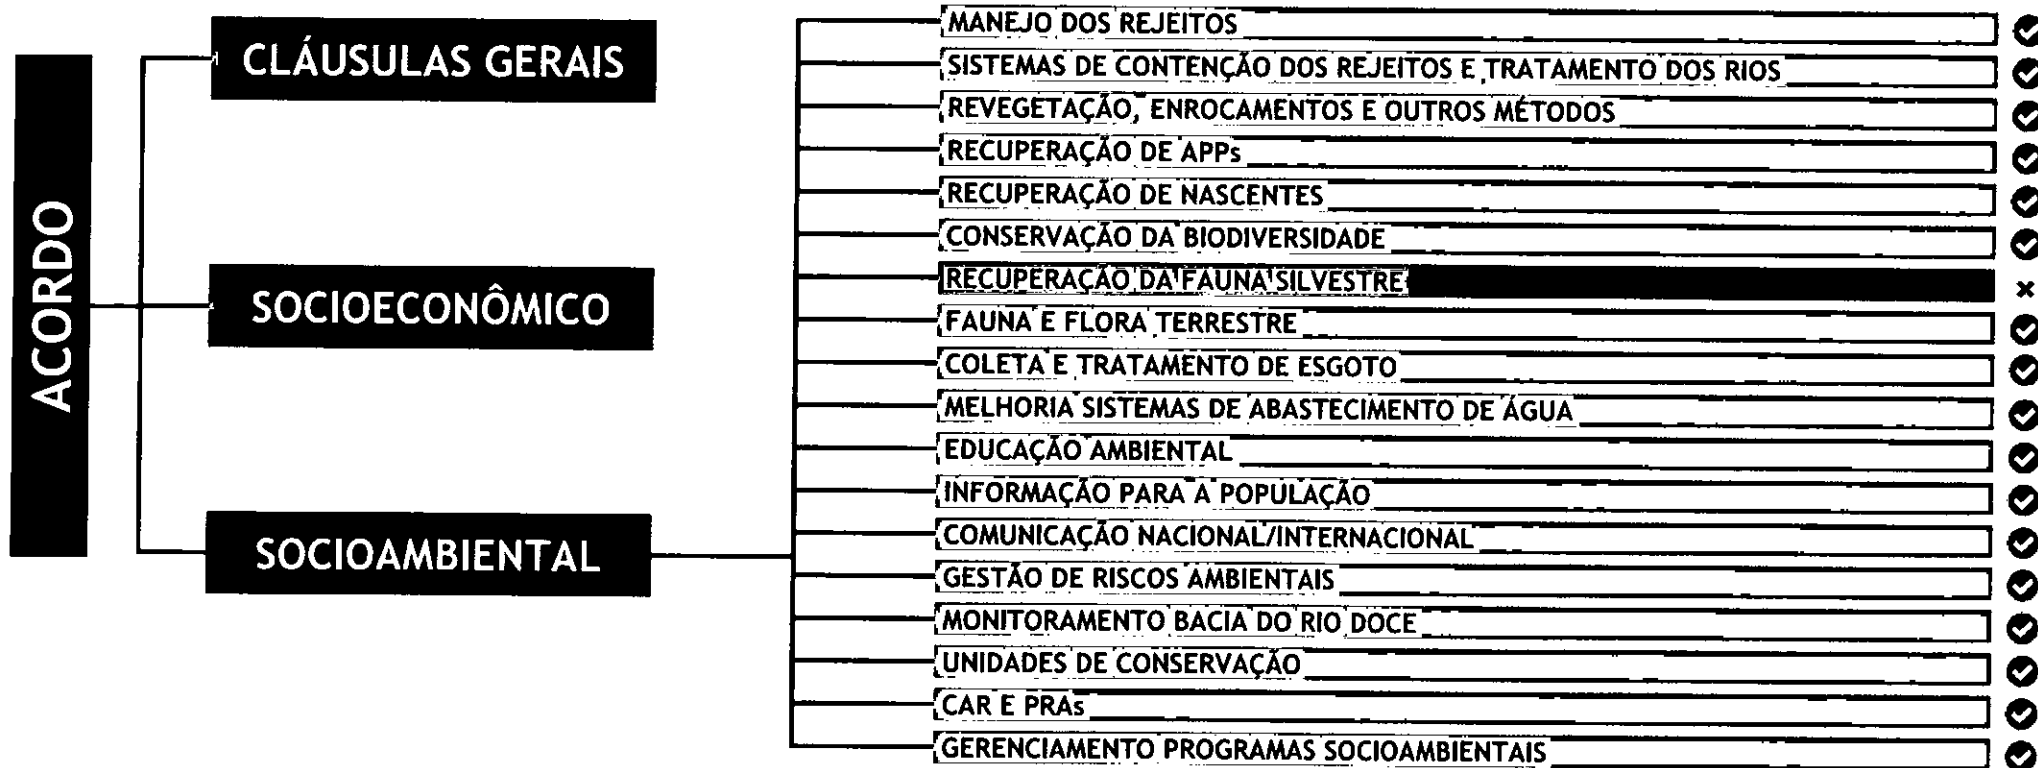 ACORDO
CLÁUSULAS GERAIS
SOCIOECONÔMICO
SOCIOAMBIENTAL
MANEJO DOS REJEITOS
SISTEMAS DE CONTENÇÃO DOS REJEITOS E TRATAMENTO DOS RIOS
REVEGETAÇÃO, ENROCAMENTOS E OUTROS MÉTODOS
RECUPERAÇÃO DE APPs
RECUPERAÇÃO DE NASCENTES
CONSERVAÇÃO DA BIODIVERSIDADE
RECUPERAÇÃO DA FAUNA SILVESTRE
FAUNA E FLORA TERRESTRE
COLETA E TRATAMENTO DE ESGOTO
MELHORIA SISTEMAS DE ABASTECIMENTO DE ÁGUA
EDUCAÇÃO AMBIENTAL
INFORMAÇÃO PARA A POPULAÇÃO
COMUNICAÇÃO NACIONAL/INTERNACIONAL
GESTÃO DE RISCOS AMBIENTAIS
MONITORAMENTO BACIA DO RIO DOCE
UNIDADES DE CONSERVAÇÃO
CAR E PRAs
GERENCIAMENTO PROGRAMAS SOCIOAMBIENTAIS